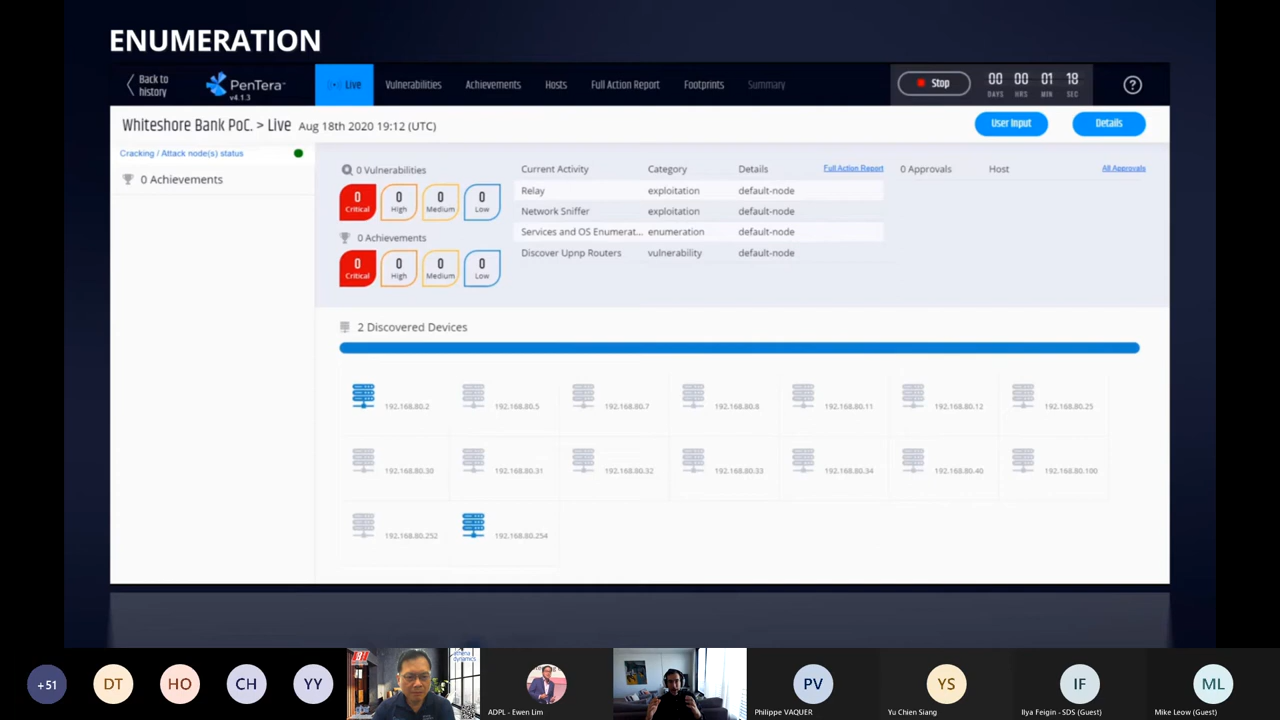 ENUMERATION
Back to history
PenTera™
v4.1.3
Live
Vulnerabilities
Achievements
Hosts
Full Action Report
Footprints
Summary
Stop
00 00 01 18
DAYS HRS MIN SEC
?
Whiteshore Bank PoC. > Live Aug 18th 2020 19:12 (UTC)
User Input
Details
Cracking / Attack node(s) status
0 Achievements
0 Vulnerabilities
0 Critical
0 High
0 Medium
0 Low
0 Achievements
0 Critical
0 High
0 Medium
0 Low
Current Activity Category Details Full Action Report
Relay exploitation default-node
Network Sniffer exploitation default-node
Services and OS Enumerat... enumeration default-node
Discover Upnp Routers vulnerability default-node
0 Approvals Host All Approvals
2 Discovered Devices
192.168.80.2 192.168.80.5 192.168.80.7 192.168.80.8 192.168.80.11 192.168.80.12 192.168.80.25
192.168.80.30 192.168.80.31 192.168.80.32 192.168.80.33 192.168.80.34 192.168.80.40 192.168.80.100
192.168.80.252 192.168.80.254
+51 DT HO CH YY PV YS IF ML
athena dynamics
ADPL - Ewen Lim
Philippe VAQUER
Yu Chien Siang
Ilya Feigin - SDS (Guest)
Mike Leow (Guest)